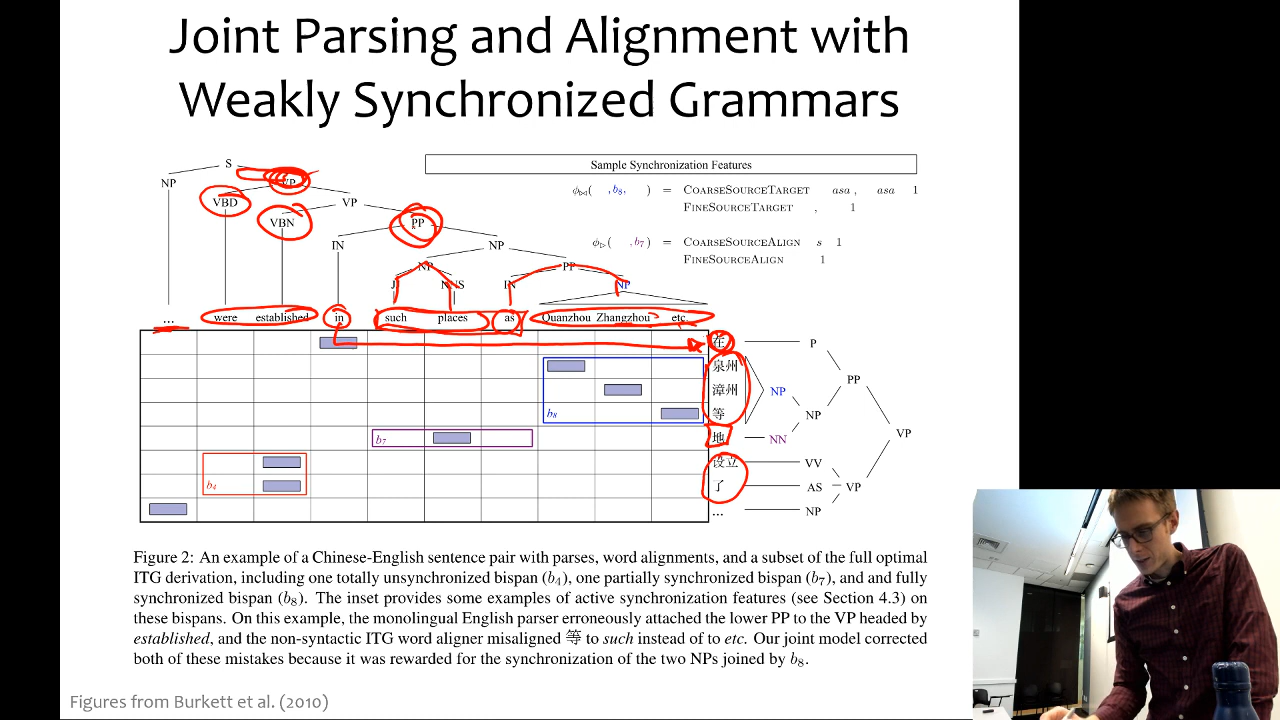 Joint Parsing and Alignment with
Weakly Synchronized Grammars
S
NP VP
VBD VP
VBN PP
IN NP
NP PP
IN NP
... were established in such places as Quanzhou Zhangzhou etc.
Sample Synchronization Features
ϕ▷◁( , b8, ) = COARSESOURCETARGET asa , asa 1
FINESOURCETARGET , 1
ϕ▷( , b7) = COARSESOURCEALIGN s 1
FINESOURCEALIGN 1
在 P
泉州
漳州 NP
等
地 NN
设立 VV
了 AS
... NP
NP
PP
VP
VP
b8
b7
b4
Figure 2: An example of a Chinese-English sentence pair with parses, word alignments, and a subset of the full optimal
ITG derivation, including one totally unsynchronized bispan (b4), one partially synchronized bispan (b7), and and fully
synchronized bispan (b8). The inset provides some examples of active synchronization features (see Section 4.3) on
these bispans. On this example, the monolingual English parser erroneously attached the lower PP to the VP headed by
established, and the non-syntactic ITG word aligner misaligned 等 to such instead of to etc. Our joint model corrected
both of these mistakes because it was rewarded for the synchronization of the two NPs joined by b8.
Figures from Burkett et al. (2010)